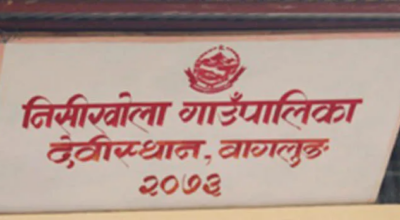 निसीखोला गाउँपालिका
देवीस्थान, बागलुङ
२०७३